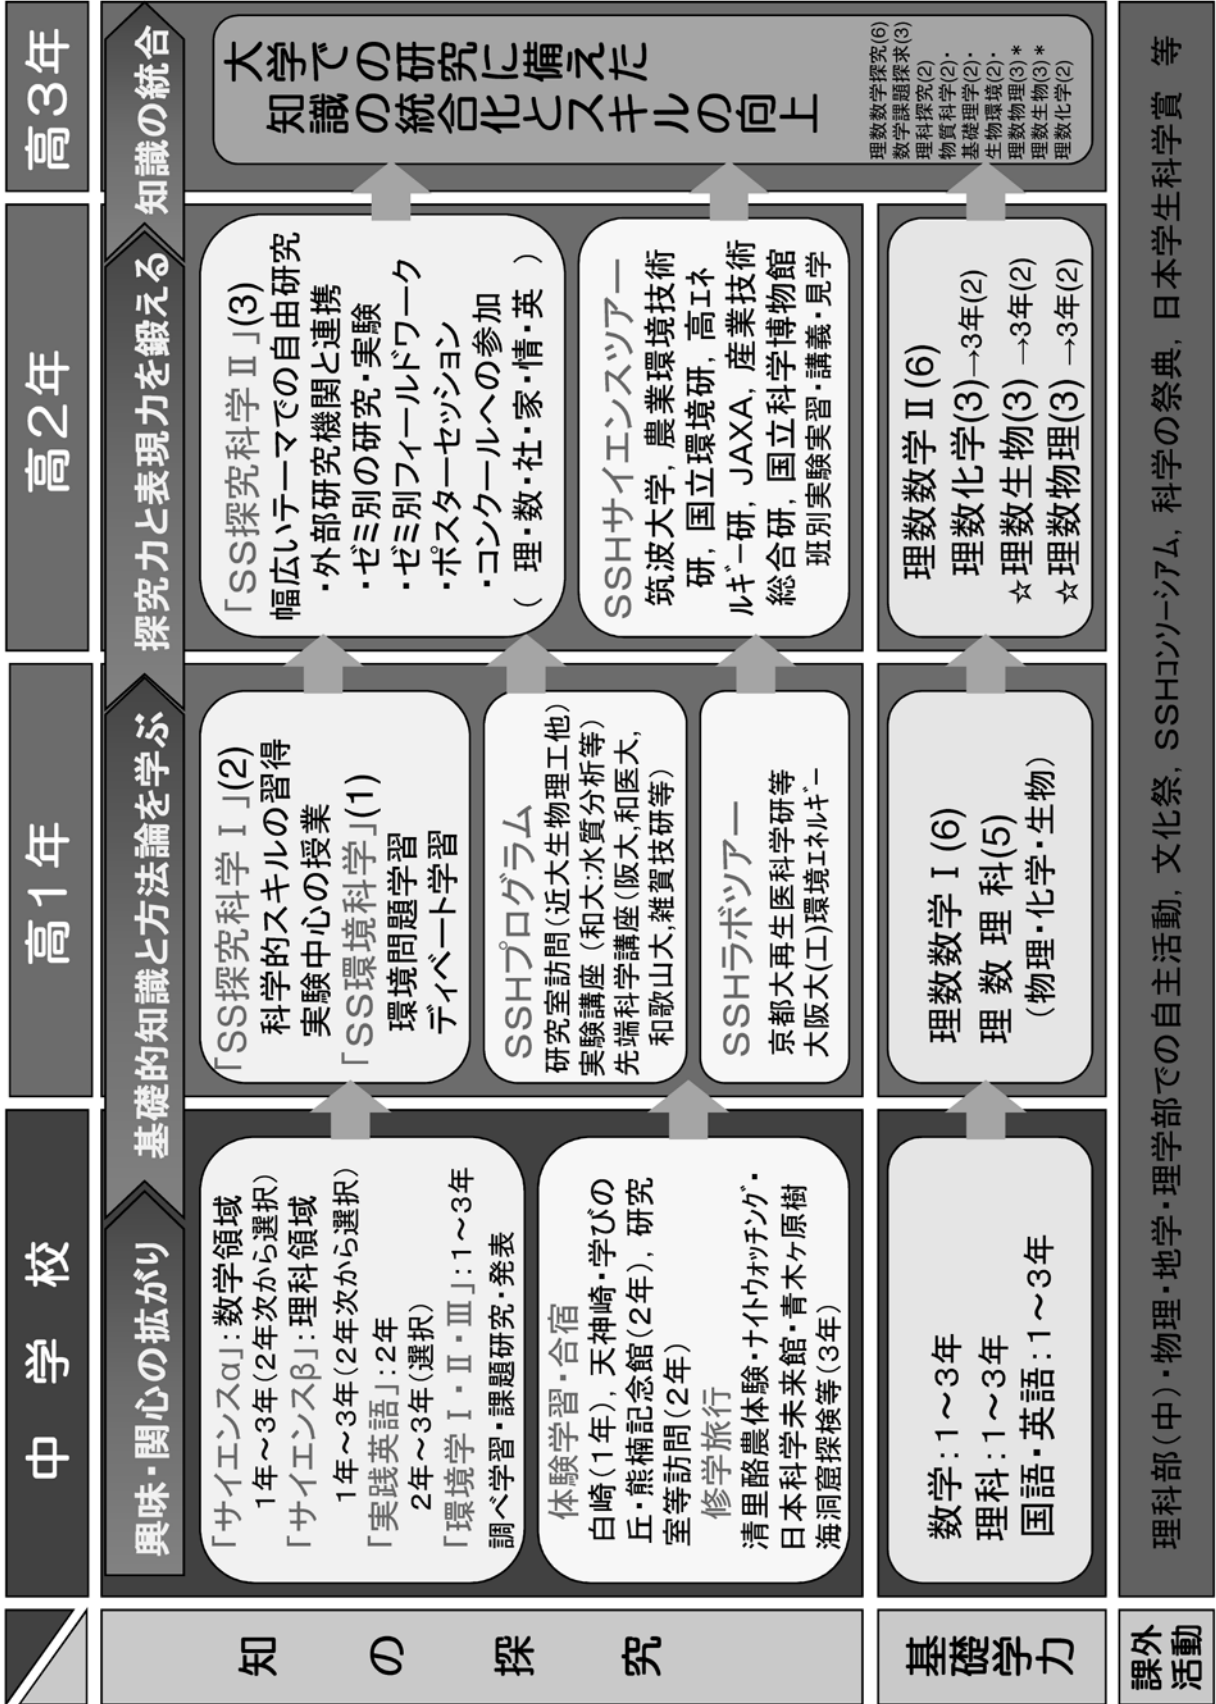 中 学 校
高1年
高2年
高3年
興味・関心の拡がり
基礎的知識と方法論を学ぶ
探究力と表現力を鍛える
知識の統合
知 の 探 究
「サイエンスα」：数学領域
1年～3年（2年次から選択）
「サイエンスβ」：理科領域
1年～3年（2年次から選択）
「実践英語」：2年
2年～3年（選択）
「環境学Ⅰ・Ⅱ・Ⅲ」：1～3年
調べ学習・課題研究・発表
体験学習・合宿
白崎（1年），天神崎・学びの
丘・熊楠記念館（2年），研究
室等訪問（2年）
修学旅行
清里酪農体験・ナイトウォッチング・
日本科学未来館・青木ヶ原樹
海洞窟探検等（3年）
「SS探究科学Ⅰ」(2)
科学的スキルの習得
実験中心の授業
「SS環境科学」(1)
環境問題学習
ディベート学習
SSHプログラム
研究室訪問（近大生物理工他）
実験講座（和大：水質分析等）
先端科学講座（阪大，和医大，
和歌山大，雑賀技研等）
SSHラボツアー
京都大再生医科学研等
大阪大（工）環境エネルギー
「SS探究科学Ⅱ」(3)
幅広いテーマでの自由研究
・外部研究機関と連携
・ゼミ別の研究・実験
・ゼミ別フィールドワーク
・ポスターセッション
・コンクールへの参加
（ 理・数・社・家・情・英 ）
SSHサイエンスツアー
筑波大学，農業環境技術
研，国立環境研，高エネ
ルギー研，JAXA，産業技術
総合研，国立科学博物館
班別実験実習・講義・見学
大学での研究に備えた
知識の統合化とスキルの向上
理数数学探究(6)
数学課題探求(3)
理科探究(2)
物質科学(2)・
基礎理学(2)・
生物環境(2)・
理数物理(3)＊
理数生物(3)＊
理数化学(2)
基礎学力
数学：1～3年
理科：1～3年
国語・英語：1～3年
理数数学Ⅰ(6)
理 数 理 科(5)
（物理・化学・生物）
理数数学Ⅱ(6)
理数化学(3)→3年(2)
☆理数生物(3) →3年(2)
☆理数物理(3) →3年(2)
課外活動
理科部（中）・物理・地学・理学部での自主活動，文化祭，SSHコンソーシアム，科学の祭典，日本学生科学賞 等